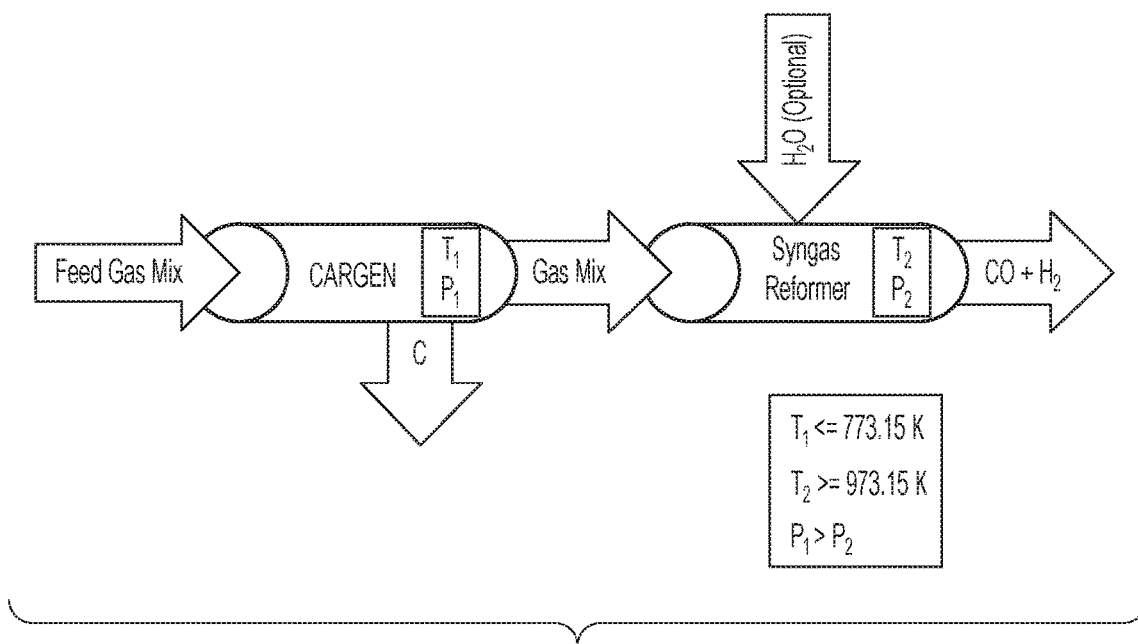 H₂O (Optional)
Feed Gas Mix
CARGEN
T₁
P₁
Gas Mix
Syngas
Reformer
T₂
P₂
CO + H₂
C
T₁ <= 773.15 K
T₂ >= 973.15 K
P₁ > P₂